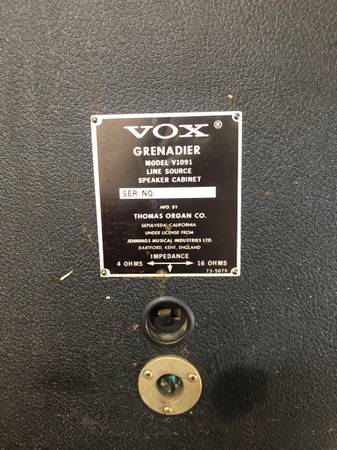 VOX ®
GRENADIER
MODEL V1091
LINE SOURCE
SPEAKER CABINET
SER. NO.
MFD BY
THOMAS ORGAN CO.
SEPULVEDA, CALIFORNIA
UNDER LICENSE FROM
JENNINGS MUSICAL INDUSTRIES LTD.
DARTFORD, KENT, ENGLAND
IMPEDANCE
4 OHMS 16 OHMS
73-5079